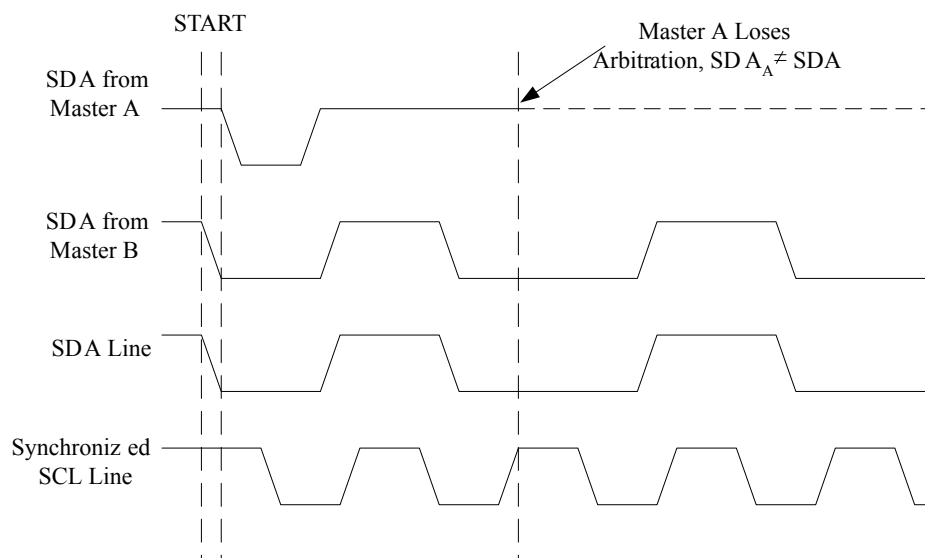 START
Master A Loses
Arbitration, SD A_A ≠ SDA
SDA from
Master A
SDA from
Master B
SDA Line
Synchroniz ed
SCL Line